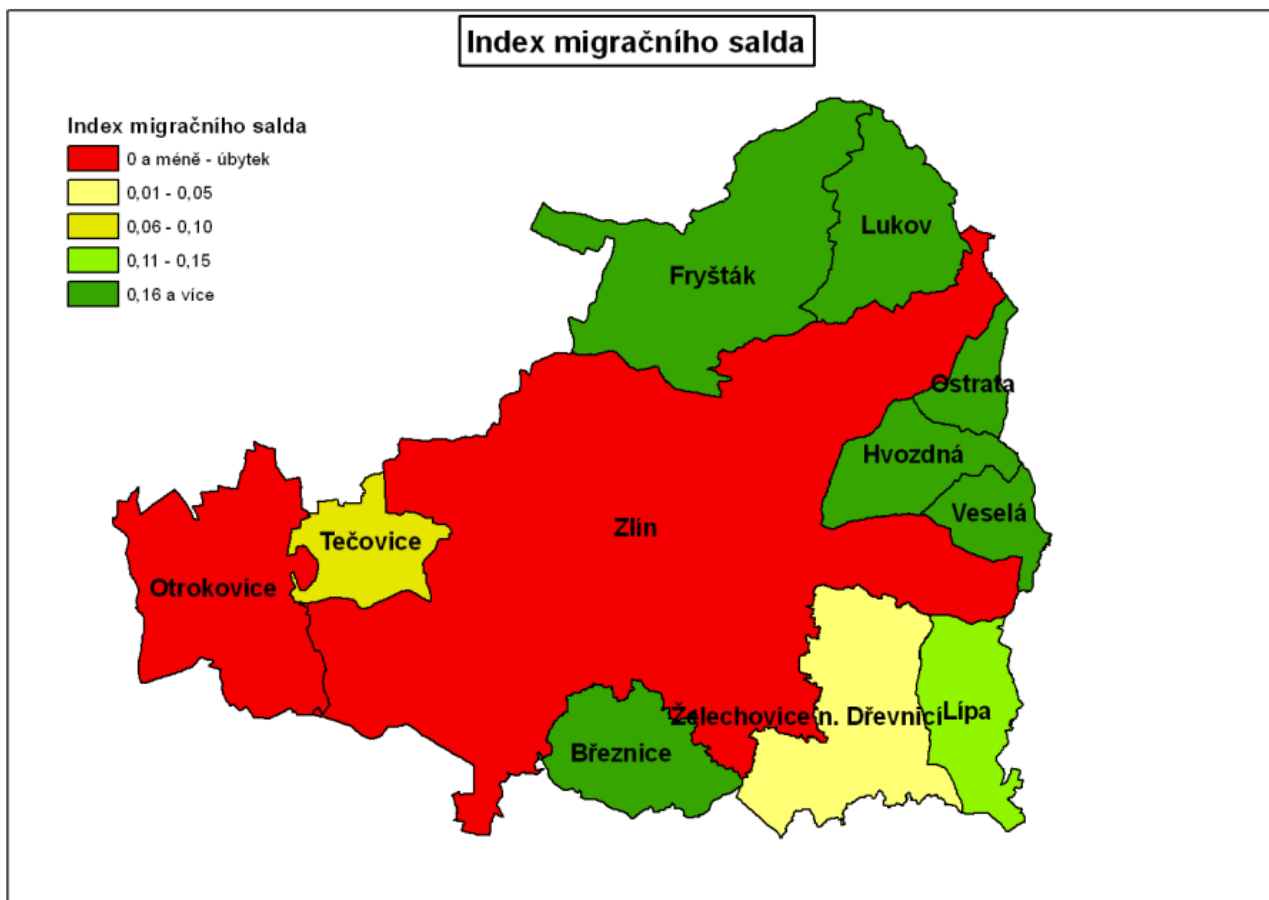 Index migračního salda
Index migračního salda
0 a méně - úbytek
0,01 - 0,05
0,06 - 0,10
0,11 - 0,15
0,16 a více
Lukov
Fryšták
Ostrata
Hvozdná
Veselá
Zlín
Tečovice
Otrokovice
Želechovice n. Dřevnicí
Lípa
Březnice